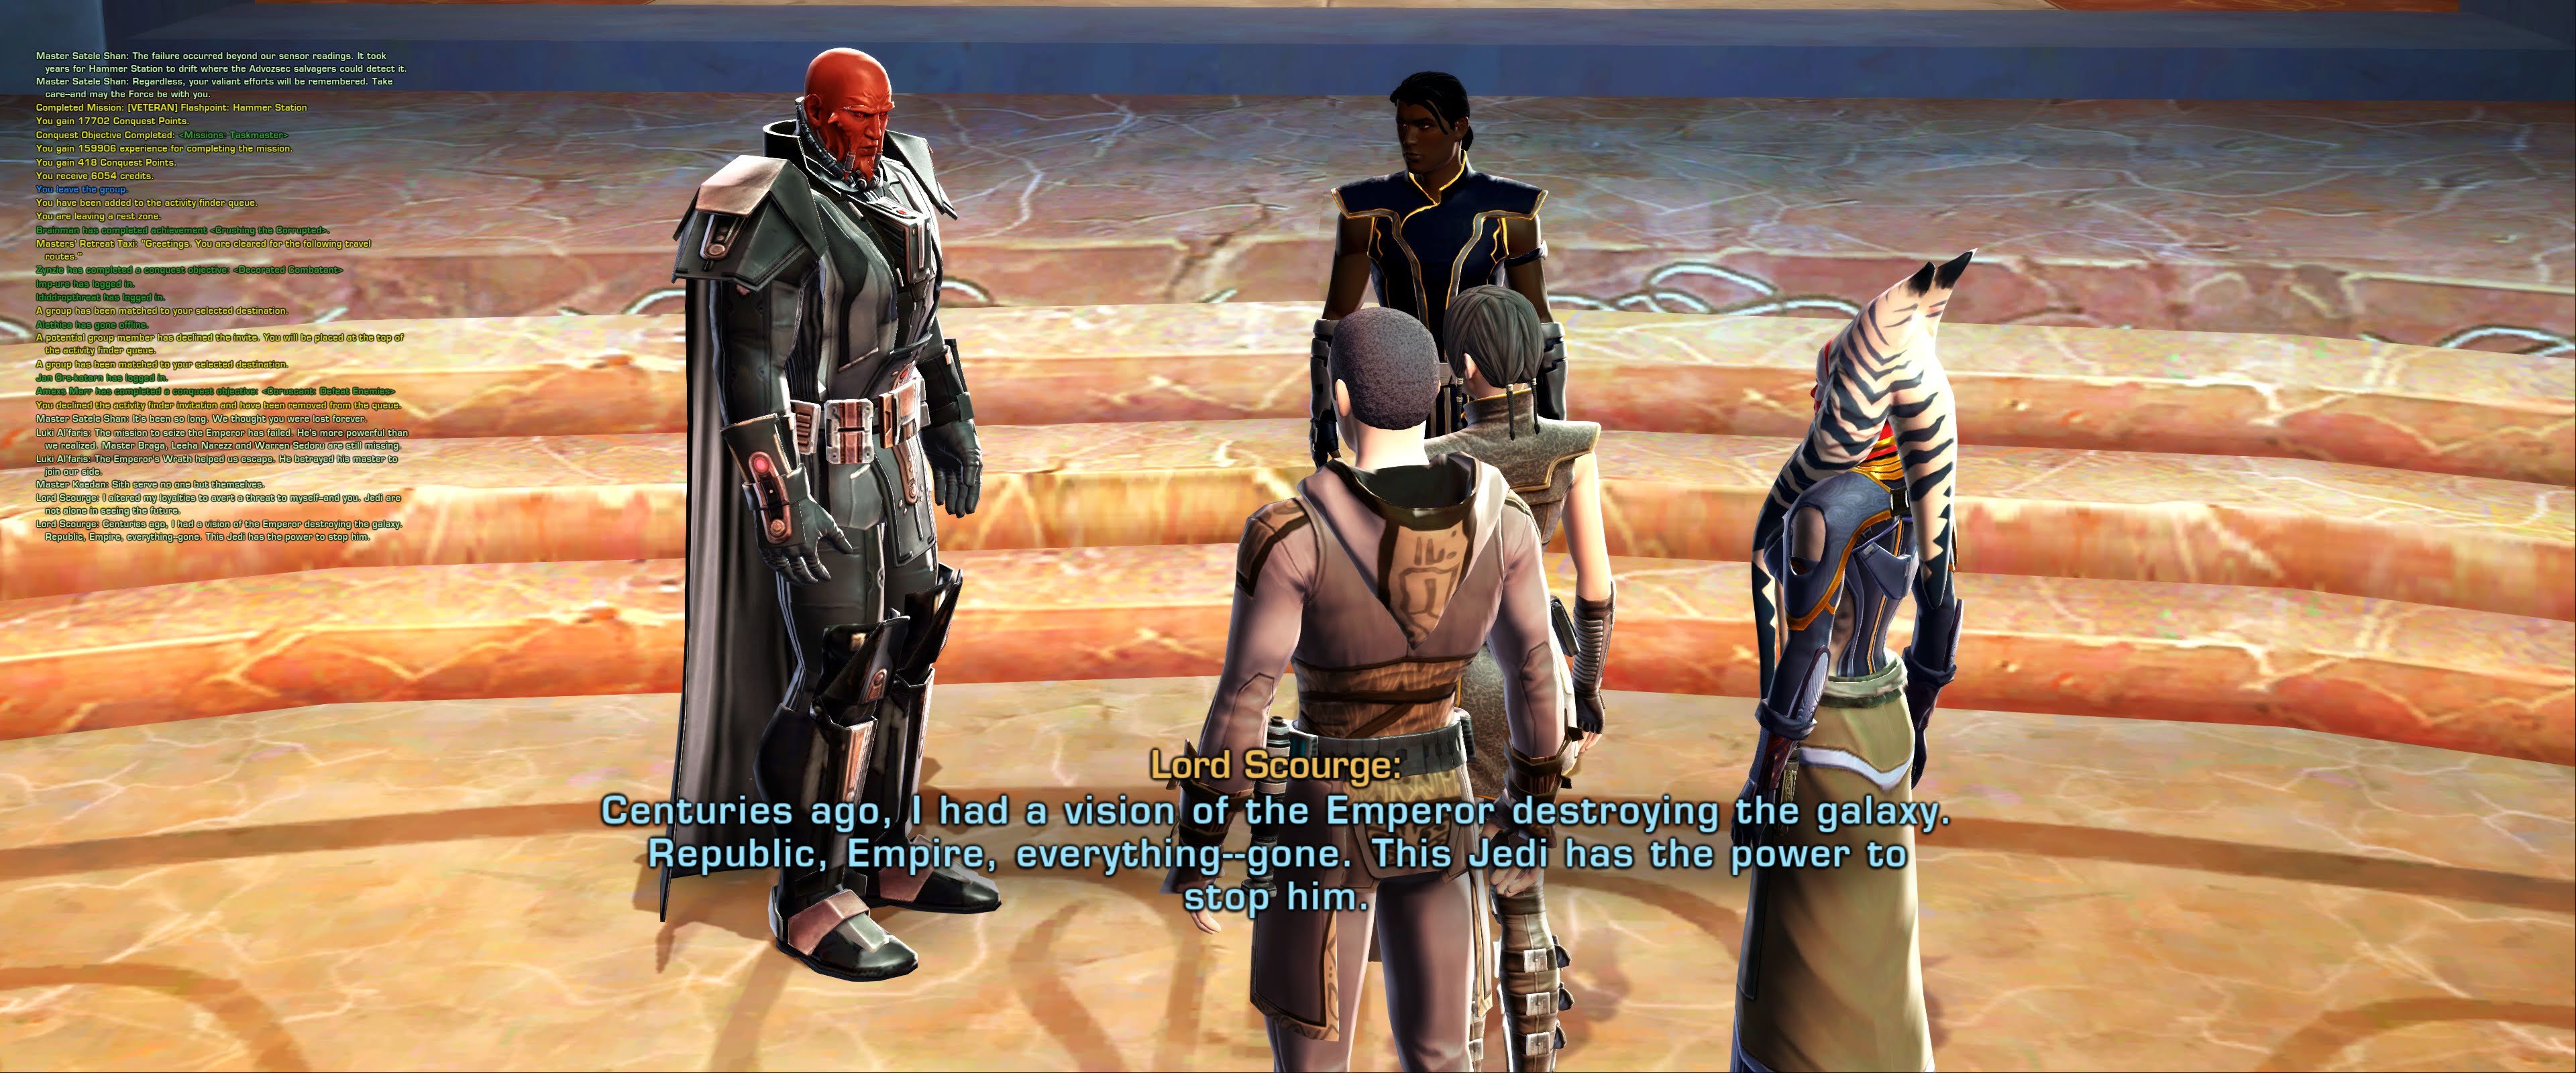 Master Satele Shan: The failure occurred beyond our sensor readings. It took
years for Hammer Station to drift where the Advozsec salvagers could detect it.
Master Satele Shan: Regardless, your valiant efforts will be remembered. Take
care--and may the Force be with you.
Completed Mission: [VETERAN] Flashpoint: Hammer Station
You gain 17702 Conquest Points.
Conquest Objective Completed: <Missions: Taskmaster>
You gain 159906 experience for completing the mission.
You gain 418 Conquest Points.
You receive 6054 credits.
You leave the group.
You have been added to the activity finder queue.
You are leaving a rest zone.
Brainman has completed achievement <Crushing the Corrupted>.
Masters' Retreat Taxi: "Greetings. You are cleared for the following travel
routes."
Zynzie has completed a conquest objective: <Decorated Combatant>
Imp-ure has logged in.
Ididdropthreat has logged in.
A group has been matched to your selected destination.
Alethies has gone offline.
A potential group member has declined the invite. You will be placed at the top of
the activity finder queue.
A group has been matched to your selected destination.
Jan Ors-katarn has logged in.
Marr has completed a conquest objective: <Coruscant: Defeat Enemies>
You declined the activity finder invitation and have been removed from the queue.
Master Satele Shan: It's been so long. We thought you were lost forever.
Luki Al'faris: The mission to seize the Emperor has failed. He's more powerful than
we realized. Master Braga, Leeha Narezz and Warren Sedoru are still missing.
Luki Al'faris: The Emperor's Wrath helped us escape. He betrayed his master to
join our side.
Master Kaedan: Sith serve no one but themselves.
Lord Scourge: I altered my loyalties to avert a threat to myself--and you. Jedi are
not alone in seeing the future.
Lord Scourge: Centuries ago, I had a vision of the Emperor destroying the galaxy.
Republic, Empire, everything--gone. This Jedi has the power to stop him.
Lord Scourge:
Centuries ago, I had a vision of the Emperor destroying the galaxy.
Republic, Empire, everything--gone. This Jedi has the power to
stop him.